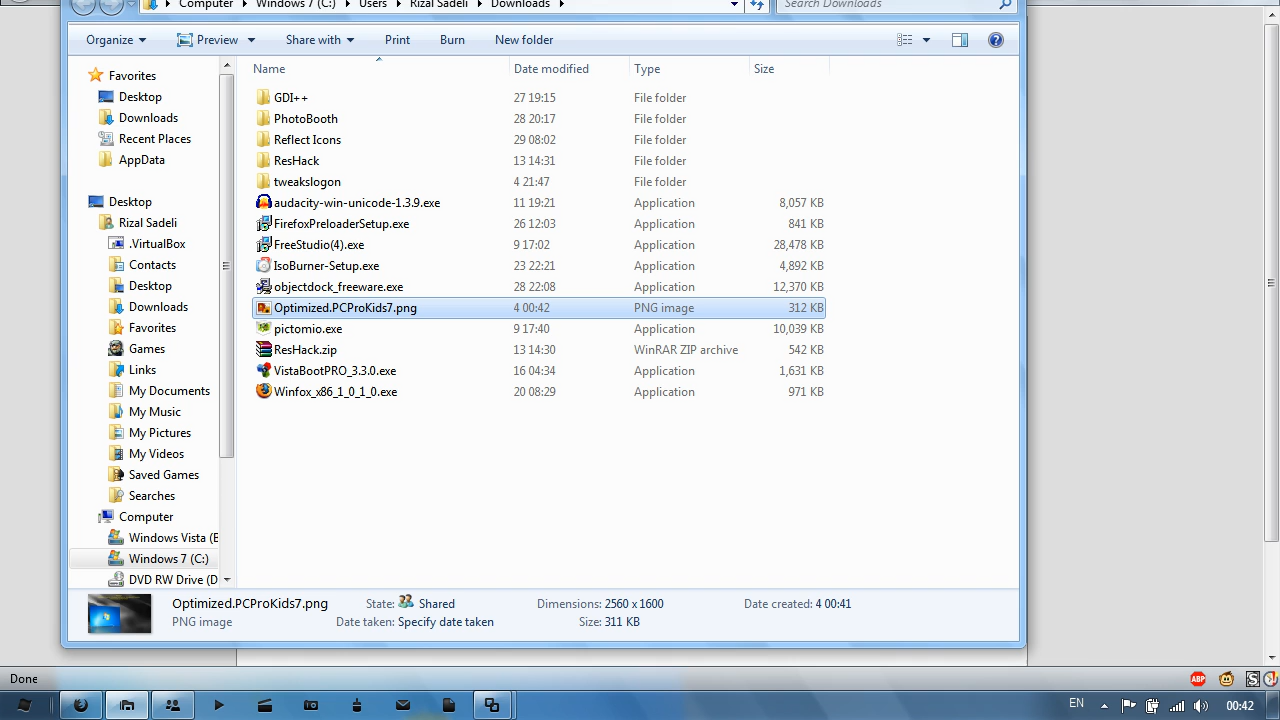 Computer ▸ Windows 7 (C:) ▸ Users ▸ Rizal Sadeli ▸ Downloads ▸ Search Downloads
Organize Preview Share with Print Burn New folder
Name Date modified Type Size
Favorites
Desktop
Downloads
Recent Places
AppData
Desktop
Rizal Sadeli
.VirtualBox
Contacts
Desktop
Downloads
Favorites
Games
Links
My Documents
My Music
My Pictures
My Videos
Saved Games
Searches
Computer
Windows Vista (E
Windows 7 (C:)
DVD RW Drive (D
GDI++ 27 19:15 File folder
PhotoBooth 28 20:17 File folder
Reflect Icons 29 08:02 File folder
ResHack 13 14:31 File folder
tweakslogon 4 21:47 File folder
audacity-win-unicode-1.3.9.exe 11 19:21 Application 8,057 KB
FirefoxPreloaderSetup.exe 26 12:03 Application 841 KB
FreeStudio(4).exe 9 17:02 Application 28,478 KB
IsoBurner-Setup.exe 23 22:21 Application 4,892 KB
objectdock_freeware.exe 28 22:08 Application 12,370 KB
Optimized.PCProKids7.png 4 00:42 PNG image 312 KB
pictomio.exe 9 17:40 Application 10,039 KB
ResHack.zip 13 14:30 WinRAR ZIP archive 542 KB
VistaBootPRO_3.3.0.exe 16 04:34 Application 1,631 KB
Winfox_x86_1_0_1_0.exe 20 08:29 Application 971 KB
Optimized.PCProKids7.png State: Shared Dimensions: 2560 x 1600 Date created: 4 00:41
PNG image Date taken: Specify date taken Size: 311 KB
Done ABP S
EN 00:42